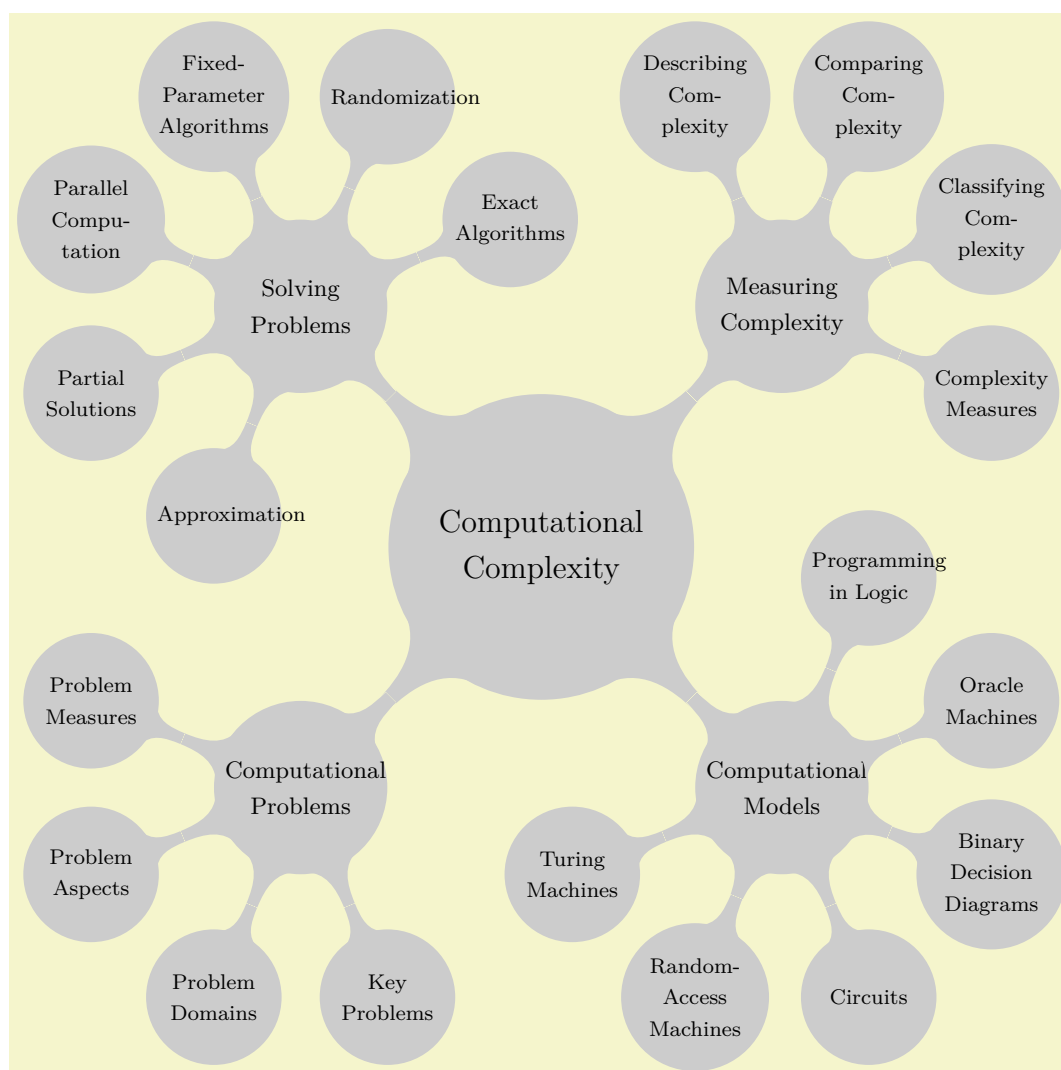 Fixed-
Parameter
Algorithms
Randomization
Describing
Com-
plexity
Comparing
Com-
plexity
Parallel
Compu-
tation
Exact
Algorithms
Classifying
Com-
plexity
Solving
Problems
Measuring
Complexity
Partial
Solutions
Complexity
Measures
Approximation
Computational
Complexity
Programming
in Logic
Problem
Measures
Oracle
Machines
Computational
Problems
Computational
Models
Problem
Aspects
Turing
Machines
Binary
Decision
Diagrams
Problem
Domains
Key
Problems
Random-
Access
Machines
Circuits